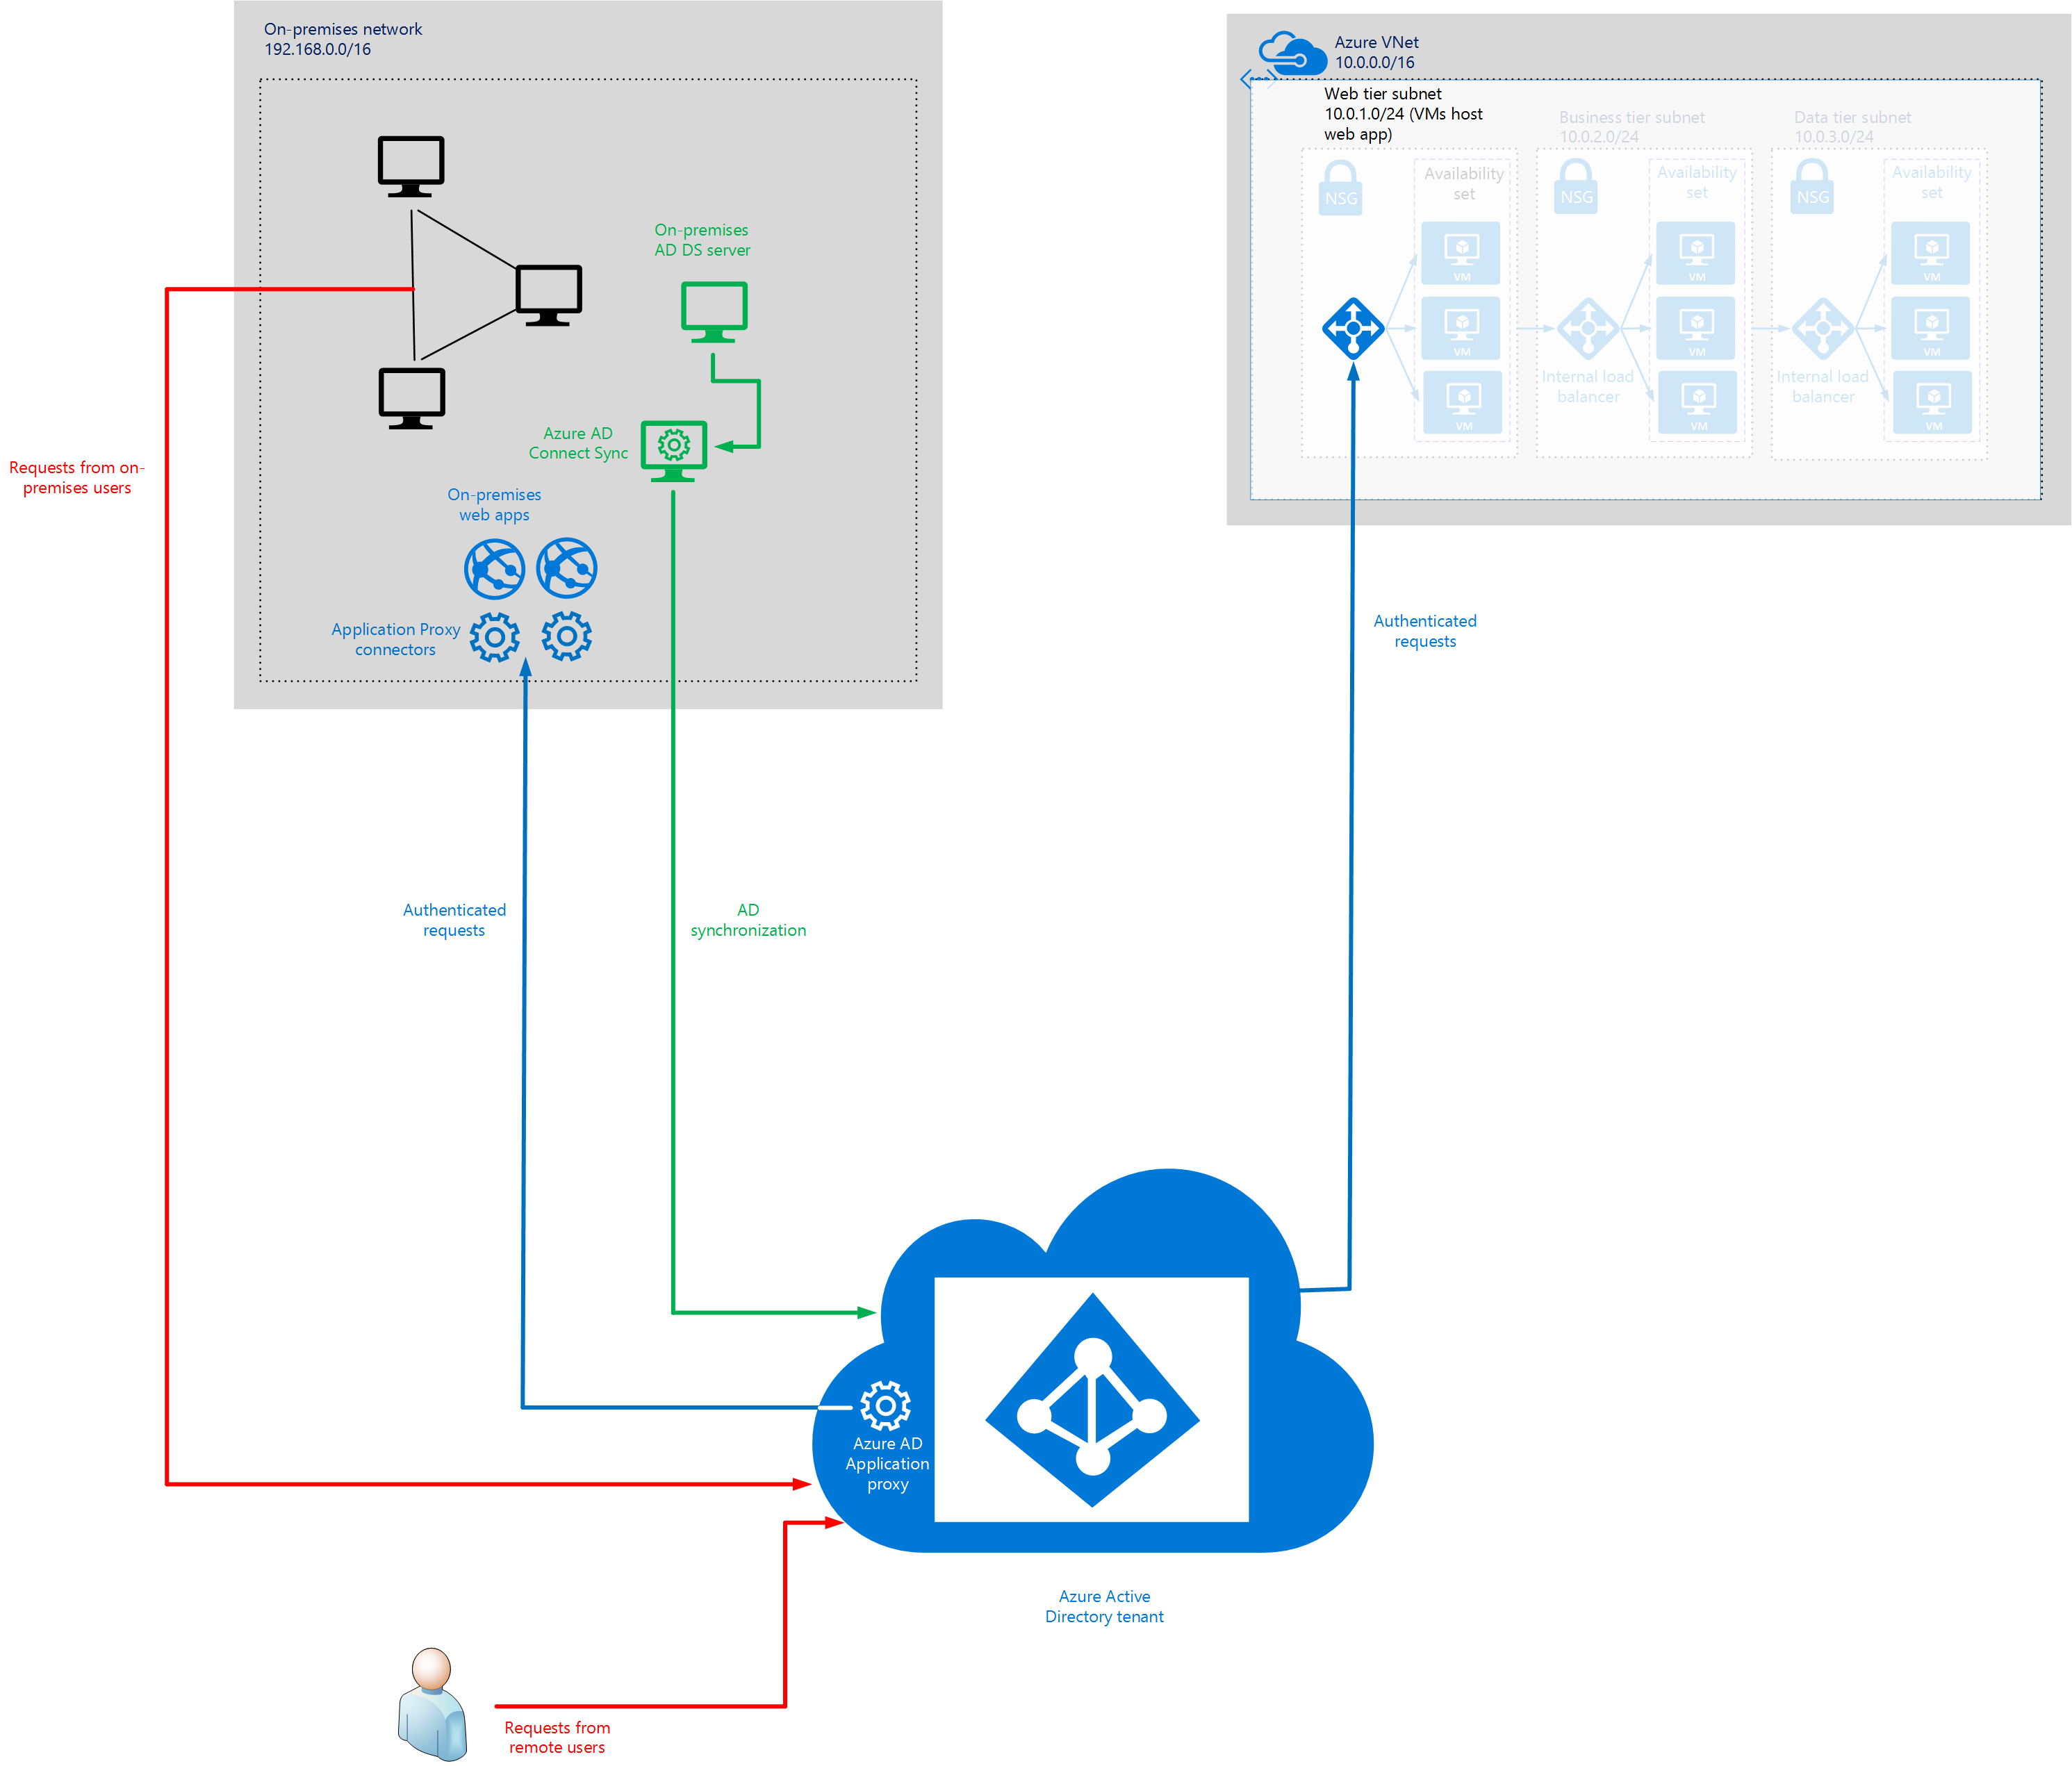 On-premises network
192.168.0.0/16
On-premises
AD DS server
Azure AD
Connect Sync
On-premises
web apps
Application Proxy
connectors
Requests from on-
premises users
Azure VNet
10.0.0.0/16
Web tier subnet
10.0.1.0/24 (VMs host
web app)
NSG
Availability
set
VM
VM
VM
Business tier subnet
10.0.2.0/24
NSG
Availability
set
VM
VM
VM
Internal load
balancer
Data tier subnet
10.0.3.0/24
NSG
Availability
set
VM
VM
VM
Internal load
balancer
Authenticated
requests
Authenticated
requests
AD
synchronization
Azure AD
Application
proxy
Azure Active
Directory tenant
Requests from
remote users